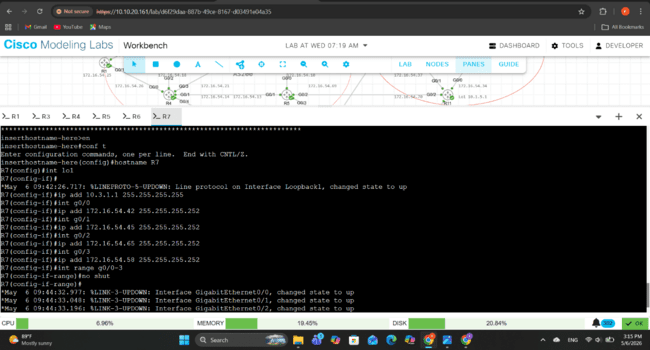 Not secure https://10.10.20.161/lab/d6f29daa-887b-49ce-8167-d03491e04a35
Gmail YouTube Maps All Bookmarks
Cisco Modeling Labs Workbench LAB AT WED 07:19 AM DASHBOARD TOOLS DEVELOPER
LAB NODES PANES GUIDE
R1 R3 R4 R5 R6 R7
inserthostname-here>en
inserthostname-here#conf t
Enter configuration commands, one per line. End with CNTL/Z.
inserthostname-here(config)#hostname R7
R7(config)#int lo1
R7(config-if)#
*May 6 09:42:26.717: %LINEPROTO-5-UPDOWN: Line protocol on Interface Loopback1, changed state to up
R7(config-if)#ip add 10.3.1.1 255.255.255.255
R7(config-if)#int g0/0
R7(config-if)#ip add 172.16.54.42 255.255.255.252
R7(config-if)#int g0/1
R7(config-if)#ip add 172.16.54.45 255.255.255.252
R7(config-if)#int g0/2
R7(config-if)#ip add 172.16.54.65 255.255.255.252
R7(config-if)#int g0/3
R7(config-if)#ip add 172.16.54.58 255.255.255.252
R7(config-if)#int range g0/0-3
R7(config-if-range)#no shut
R7(config-if-range)#
*May 6 09:44:32.977: %LINK-3-UPDOWN: Interface GigabitEthernet0/0, changed state to up
*May 6 09:44:33.048: %LINK-3-UPDOWN: Interface GigabitEthernet0/1, changed state to up
*May 6 09:44:33.196: %LINK-3-UPDOWN: Interface GigabitEthernet0/2, changed state to up
CPU 6.96% MEMORY 19.45% DISK 20.84% OK
69°F
Mostly sunny
Search
ENG
3:15 PM
5/6/2026